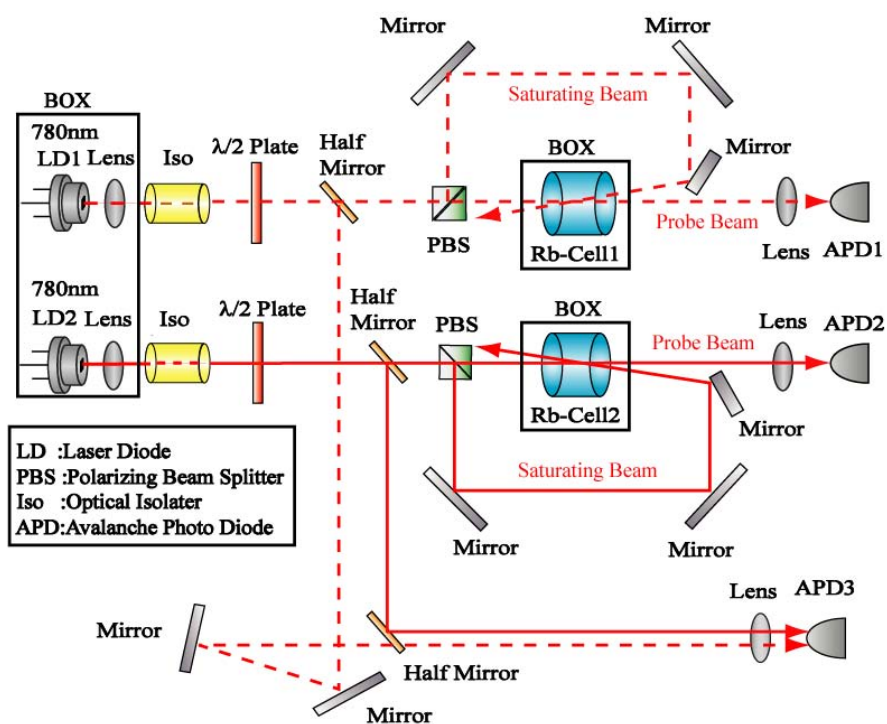 Mirror
Mirror
BOX
Saturating Beam
780nm
LD1 Lens
Iso
λ/2 Plate
Half
Mirror
BOX
Mirror
PBS
Rb-Cell1
Probe Beam
Lens
APD1
780nm
LD2 Lens
Iso
λ/2 Plate
Half
Mirror
PBS
BOX
Probe Beam
Lens
APD2
Rb-Cell2
Mirror
Saturating Beam
Mirror
Mirror
LD :Laser Diode
PBS :Polarizing Beam Splitter
Iso :Optical Isolater
APD:Avalanche Photo Diode
Lens
APD3
Mirror
Half Mirror
Mirror